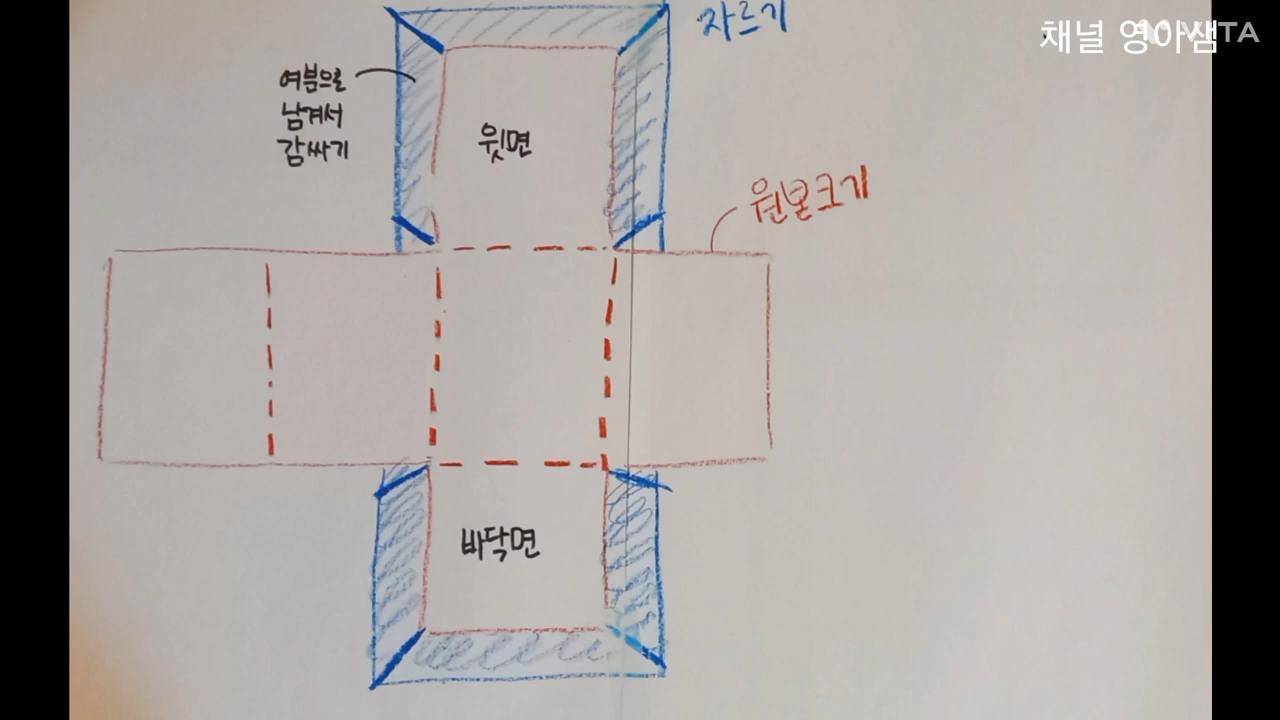 자르기
채널 영아샘
여분으로
남겨서
감싸기
윗면
원본크기
바닥면